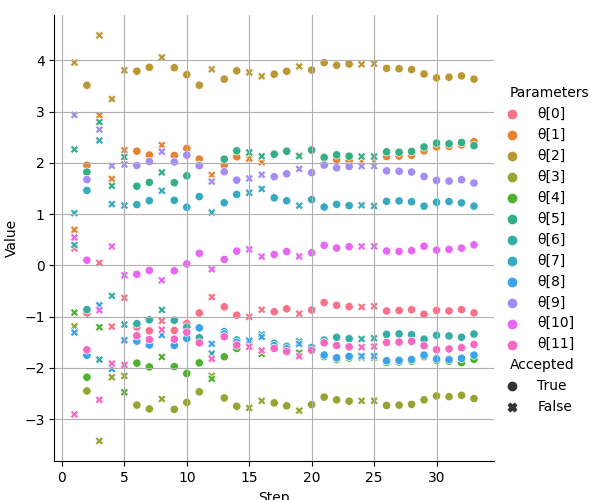 4
3
2
1
0
−1
−2
−3
Value
0
5
10
15
20
25
30
Step
Parameters
θ[0]
θ[1]
θ[2]
θ[3]
θ[4]
θ[5]
θ[6]
θ[7]
θ[8]
θ[9]
θ[10]
θ[11]
Accepted
True
False